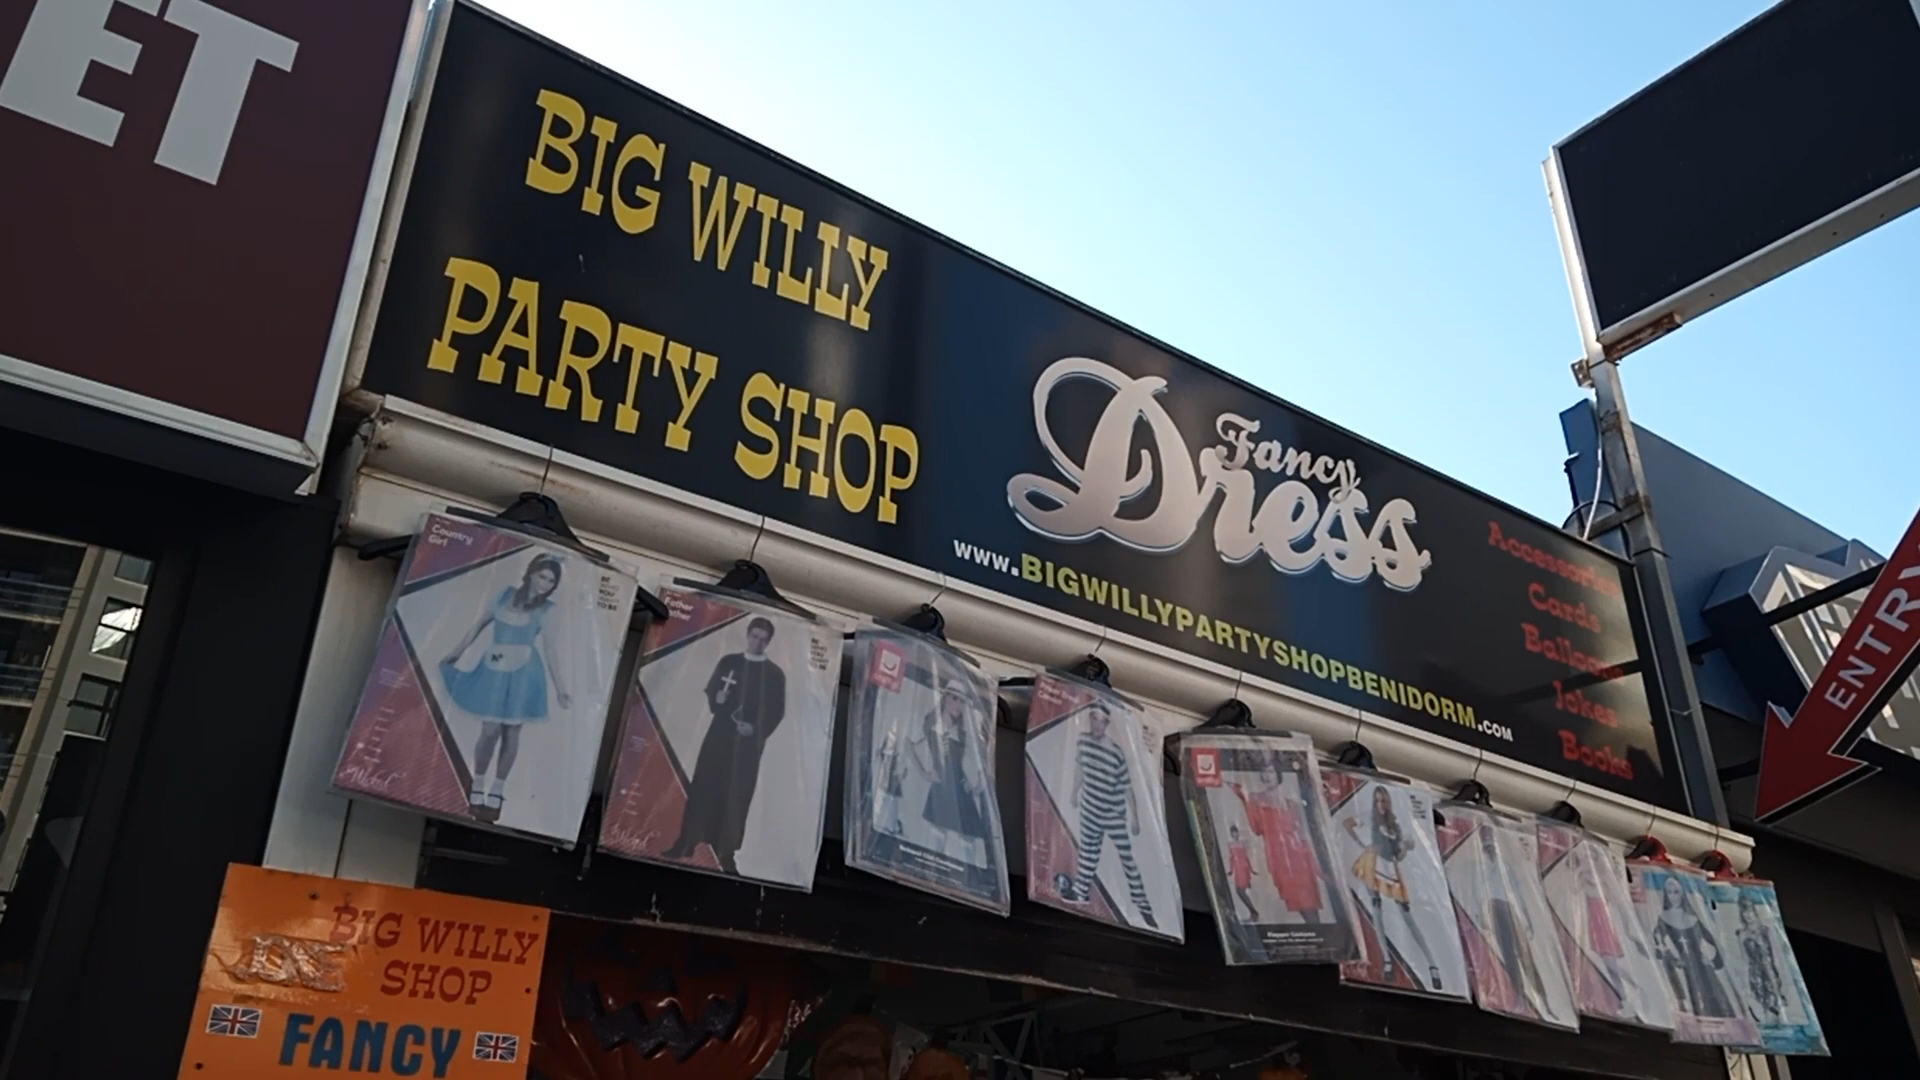 ET
BIG WILLY
PARTY SHOP
Fancy
Dress
www.BIGWILLYPARTYSHOPBENIDORM.COM
Accessories
Cards
Balloons
Jokes
Books
ENTRY
Country
Girl
Father
BIG WILLY
SHOP
FANCY